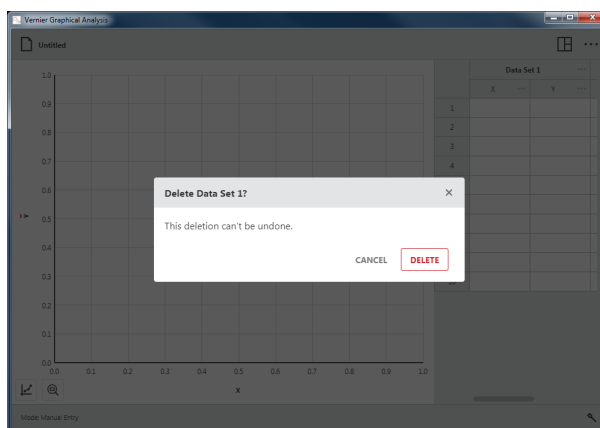 Vernier Graphical Analysis
Untitled
Data Set 1
X Y
1
2
3
4
1.0
0.9
0.8
0.7
0.6
0.5
0.4
0.3
0.2
0.1
0.0
Y
Delete Data Set 1?
This deletion can't be undone.
CANCEL DELETE
0.0 0.1 0.2 0.3 0.4 0.5 0.6 0.7 0.8 0.9 1.0
X
Mode: Manual Entry